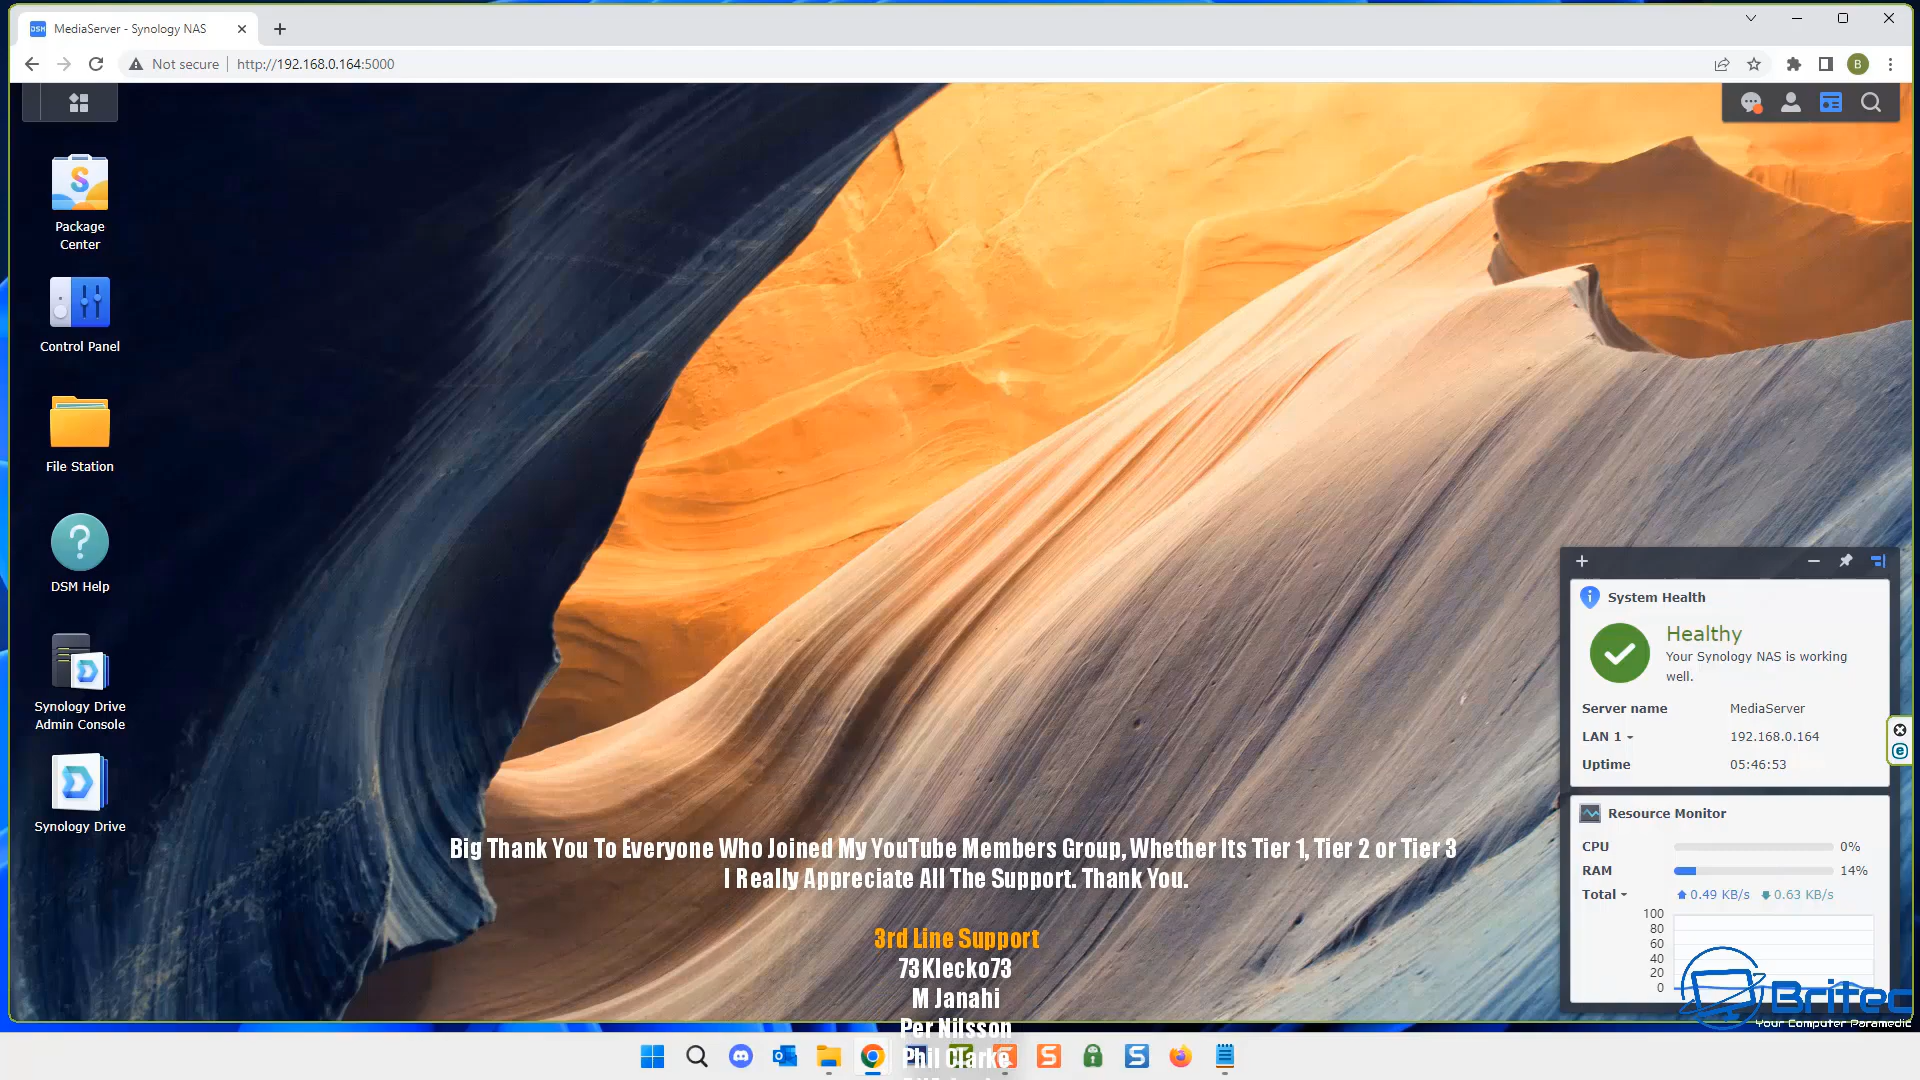 MediaServer - Synology NAS
Not secure
http://192.168.0.164:5000
B
S
Package
Center
Control Panel
File Station
?
DSM Help
Synology Drive
Admin Console
Synology Drive
System Health
Healthy
Your Synology NAS is working
well.
Server name MediaServer
LAN 1 192.168.0.164
Uptime 05:46:53
Resource Monitor
CPU 0%
RAM 14%
Total 0.49 KB/s 0.63 KB/s
100
80
60
40
20
0
Big Thank You To Everyone Who Joined My YouTube Members Group, Whether Its Tier 1, Tier 2 or Tier 3
I Really Appreciate All The Support. Thank You.
3rd Line Support
73Klecko73
M Janahi
Per Nilsson
Phil Clarke
Britec
Your Computer Paramedic